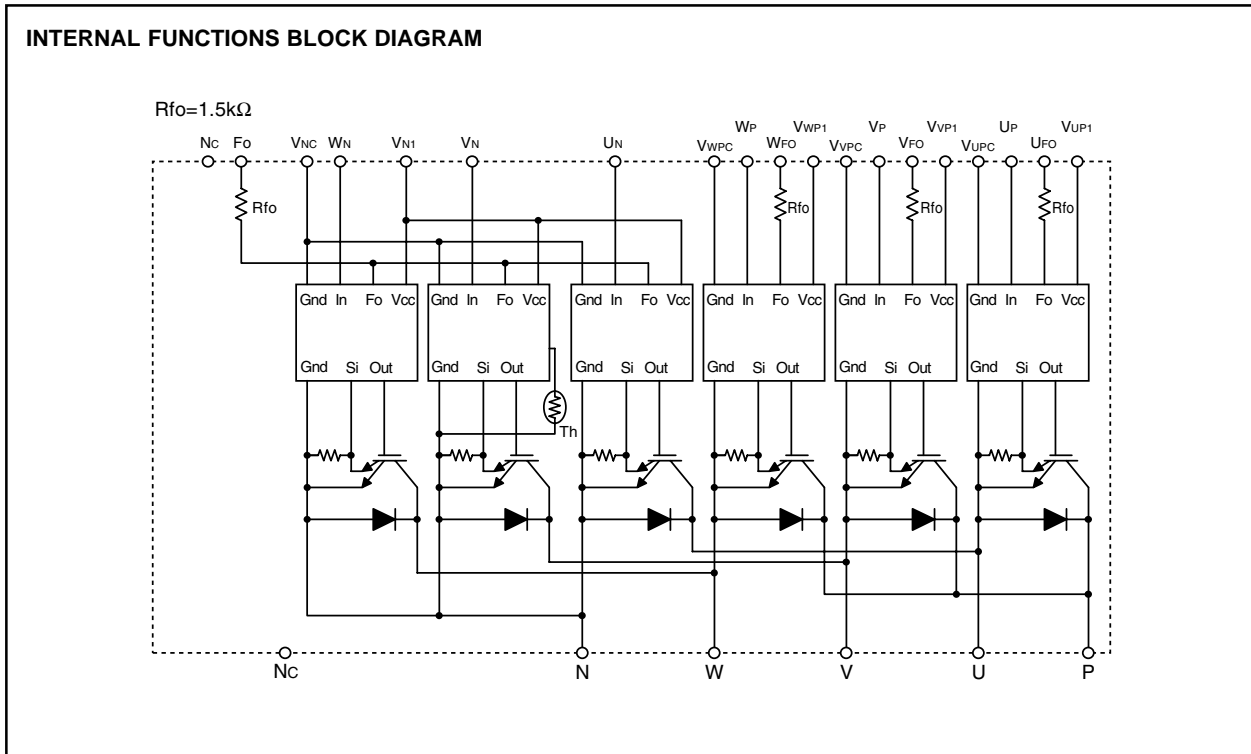 INTERNAL FUNCTIONS BLOCK DIAGRAM
Rfo=1.5kΩ
NC FO VNC WN VN1 VN UN VWPC WP WFO VWP1 VVPC VP VFO VVP1 VUPC UP UFO VUP1
Rfo Rfo Rfo Rfo
Gnd In Fo Vcc Gnd In Fo Vcc Gnd In Fo Vcc Gnd In Fo Vcc Gnd In Fo Vcc Gnd In Fo Vcc
Gnd Si Out Gnd Si Out Gnd Si Out Gnd Si Out Gnd Si Out Gnd Si Out
Th
NC N W V U P